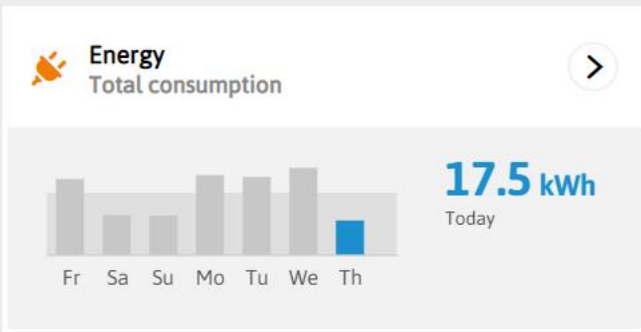 Energy
Total consumption
17.5 kWh
Today
Fr Sa Su Mo Tu We Th